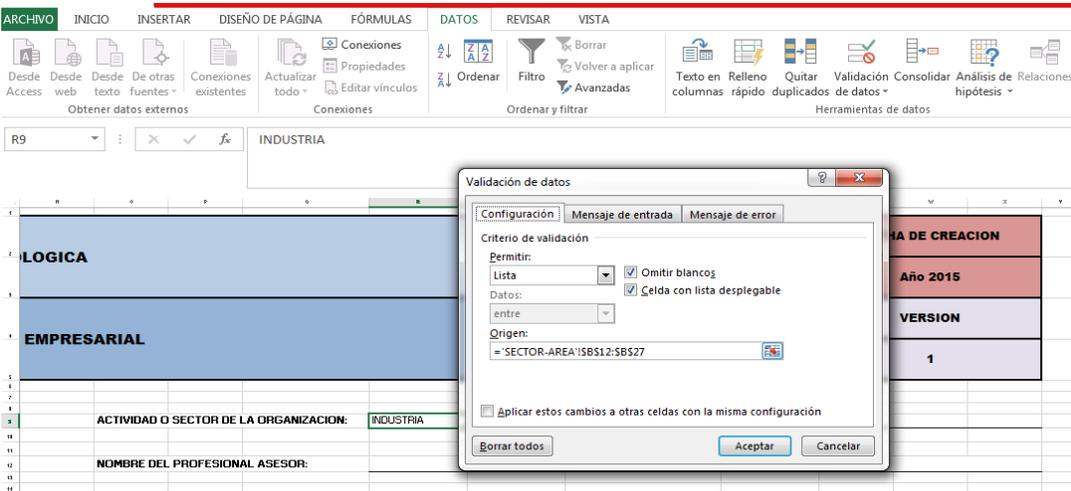 ARCHIVO INICIO INSERTAR DISEÑO DE PÁGINA FÓRMULAS DATOS REVISAR VISTA
Desde Access
Desde web
Desde texto
De otras fuentes
Conexiones existentes
Obtener datos externos
Actualizar todo
Conexiones
Propiedades
Editar vínculos
Conexiones
Ordenar
Filtro
Borrar
Volver a aplicar
Avanzadas
Ordenar y filtrar
Texto en columnas
Relleno rápido
Quitar duplicados
Validación de datos
Consolidar
Análisis de hipótesis
Relaciones
Herramientas de datos
R9
fx
INDUSTRIA
LOGICA
EMPRESARIAL
HA DE CREACION
Año 2015
VERSION
1
ACTIVIDAD O SECTOR DE LA ORGANIZACION: INDUSTRIA
NOMBRE DEL PROFESIONAL ASESOR:
Validación de datos
Configuración Mensaje de entrada Mensaje de error
Criterio de validación
Permitir:
Lista
Omitir blancos
Celda con lista desplegable
Datos:
entre
Origen:
='SECTOR-AREA'!$B$12:$B$27
Aplicar estos cambios a otras celdas con la misma configuración
Borrar todos Aceptar Cancelar